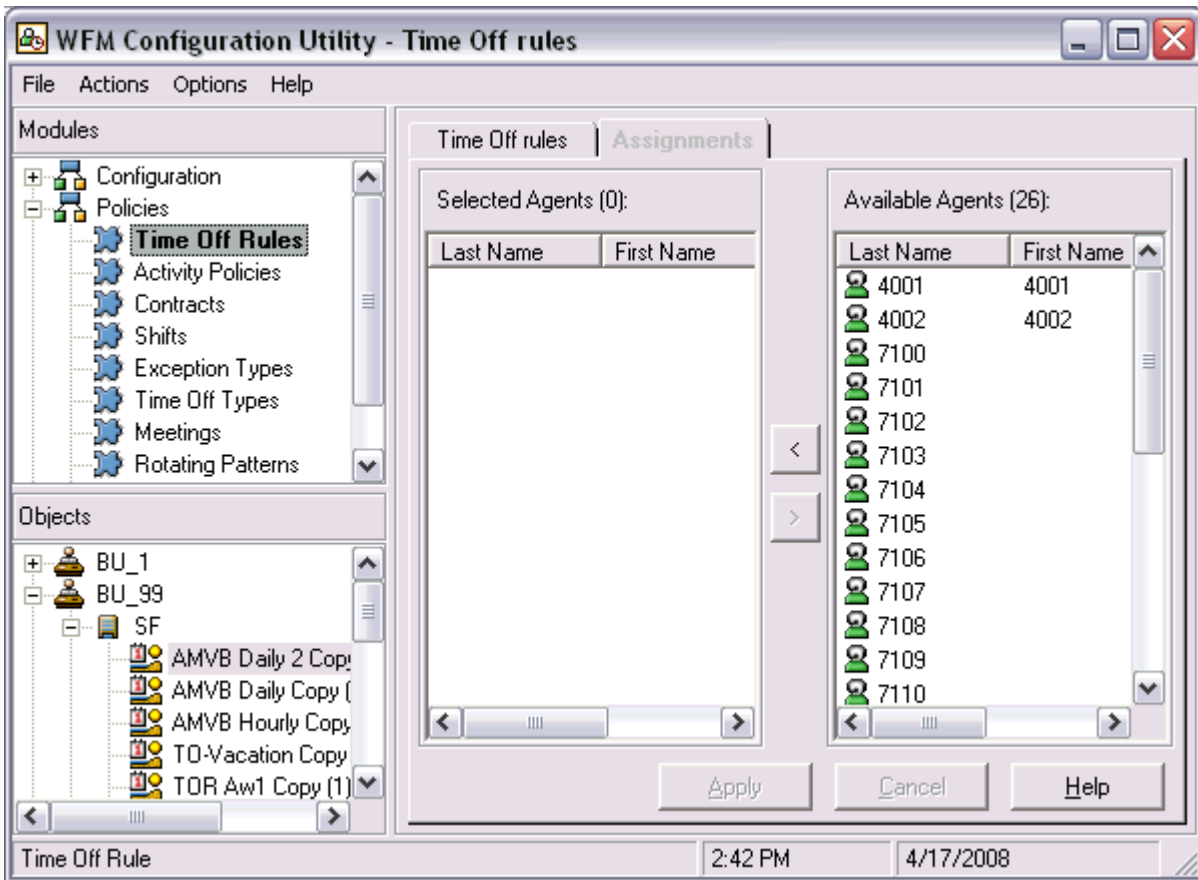 WFM Configuration Utility - Time Off rules
File Actions Options Help
Modules
Configuration
Policies
Time Off Rules
Activity Policies
Contracts
Shifts
Exception Types
Time Off Types
Meetings
Rotating Patterns
Objects
BU_1
BU_99
SF
AMVB Daily 2 Copy
AMVB Daily Copy (
AMVB Hourly Copy
TO-Vacation Copy
TOR Aw1 Copy (1)
Time Off rules Assignments
Selected Agents (0):
Last Name First Name
<
>
Available Agents (26):
Last Name First Name
4001 4001
4002 4002
7100
7101
7102
7103
7104
7105
7106
7107
7108
7109
7110
Apply Cancel Help
Time Off Rule 2:42 PM 4/17/2008